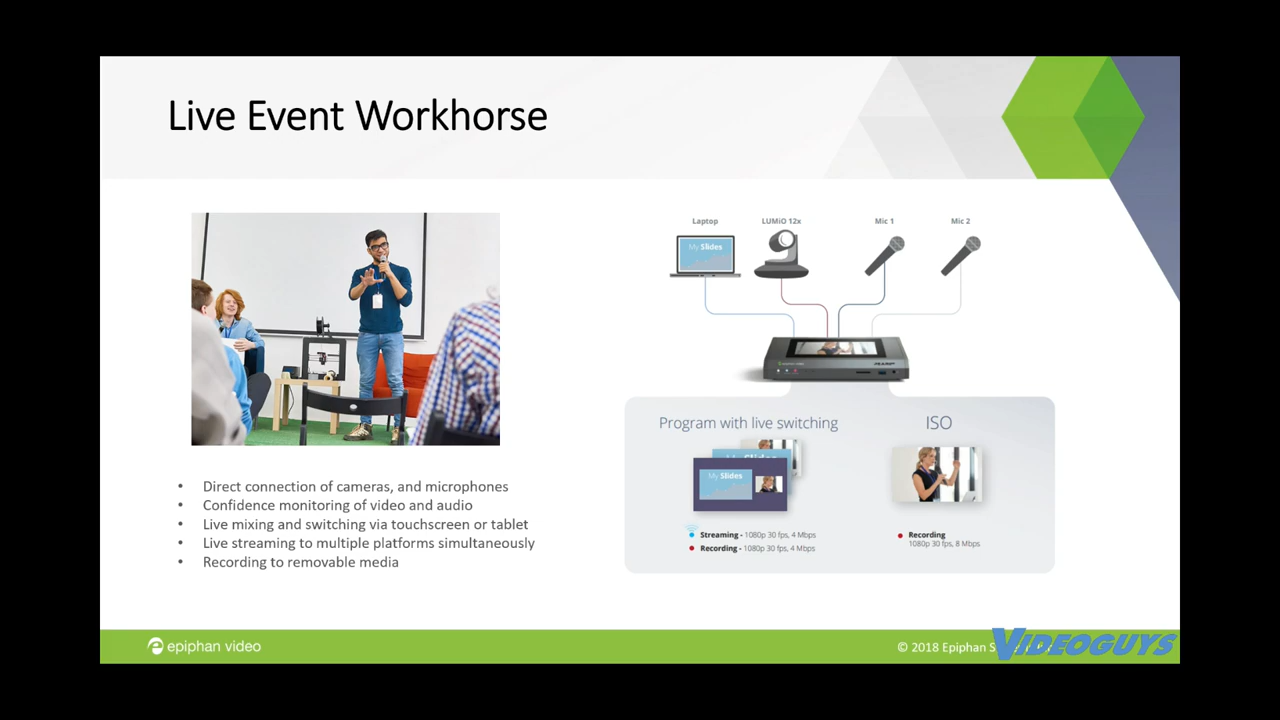 Live Event Workhorse
Laptop
LUMiO 12x
Mic 1
Mic 2
My Slides
Program with live switching
ISO
My Slides
My Slides
Streaming - 1080p 30 fps, 4 Mbps
Recording - 1080p 30 fps, 4 Mbps
Recording
1080p 30 fps, 8 Mbps
• Direct connection of cameras, and microphones
• Confidence monitoring of video and audio
• Live mixing and switching via touchscreen or tablet
• Live streaming to multiple platforms simultaneously
• Recording to removable media
epiphan video
© 2018 Epiphan
VIDEOGUYS